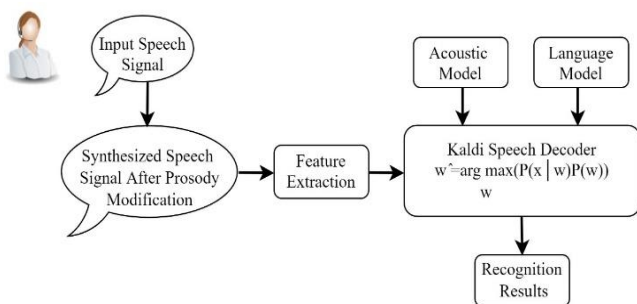 Input Speech
Signal
Synthesized Speech
Signal After Prosody
Modification
Feature
Extraction
Acoustic
Model
Language
Model
Kaldi Speech Decoder
wˆ=arg max(P(x | w)P(w))
w
Recognition
Results